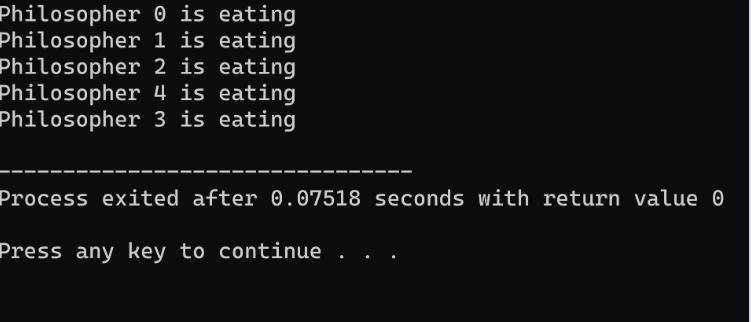 Philosopher 0 is eating
Philosopher 1 is eating
Philosopher 2 is eating
Philosopher 4 is eating
Philosopher 3 is eating
--------------------------------
Process exited after 0.07518 seconds with return value 0
Press any key to continue . . .